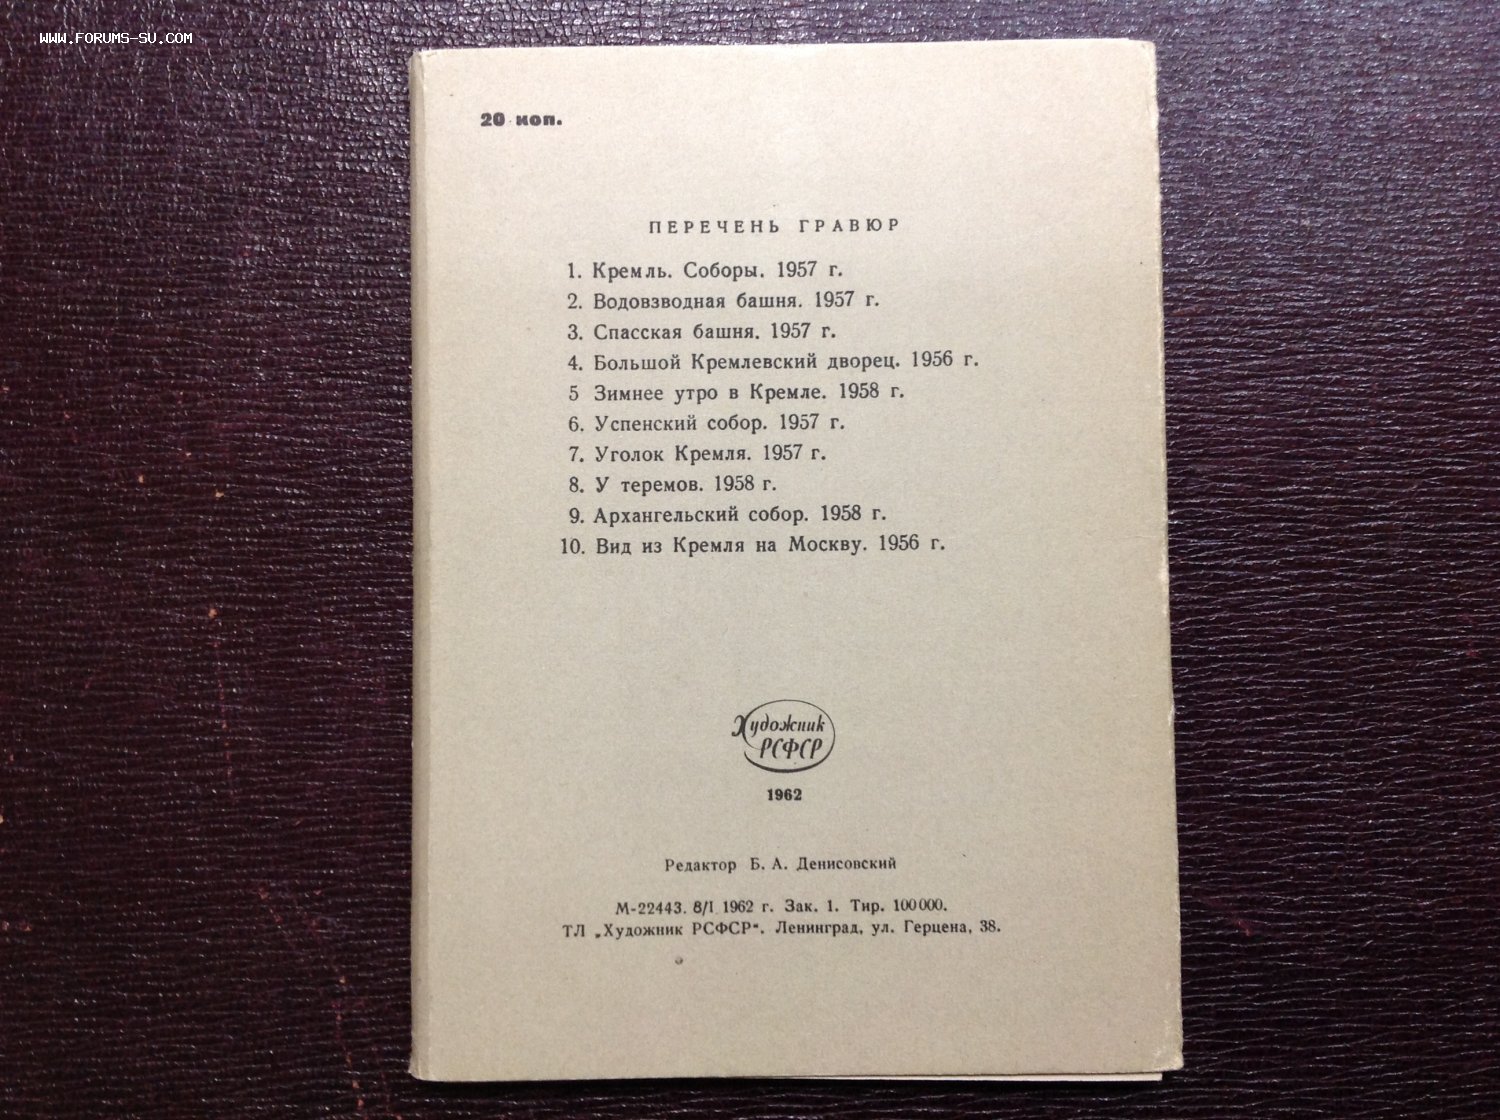 WWW.FORUMS-SU.COM
20 коп.
ПЕРЕЧЕНЬ ГРАВЮР
1. Кремль. Соборы. 1957 г.
2. Водовзводная башня. 1957 г.
3. Спасская башня. 1957 г.
4. Большой Кремлевский дворец. 1956 г.
5 Зимнее утро в Кремле. 1958 г.
6. Успенский собор. 1957 г.
7. Уголок Кремля. 1957 г.
8. У теремов. 1958 г.
9. Архангельский собор. 1958 г.
10. Вид из Кремля на Москву. 1956 г.
Художник
РСФСР
1962
Редактор Б. А. Денисовский
М-22443. 8/I 1962 г. Зак. 1. Тир. 100 000.
ТЛ „Художник РСФСР“. Ленинград, ул. Герцена, 38.